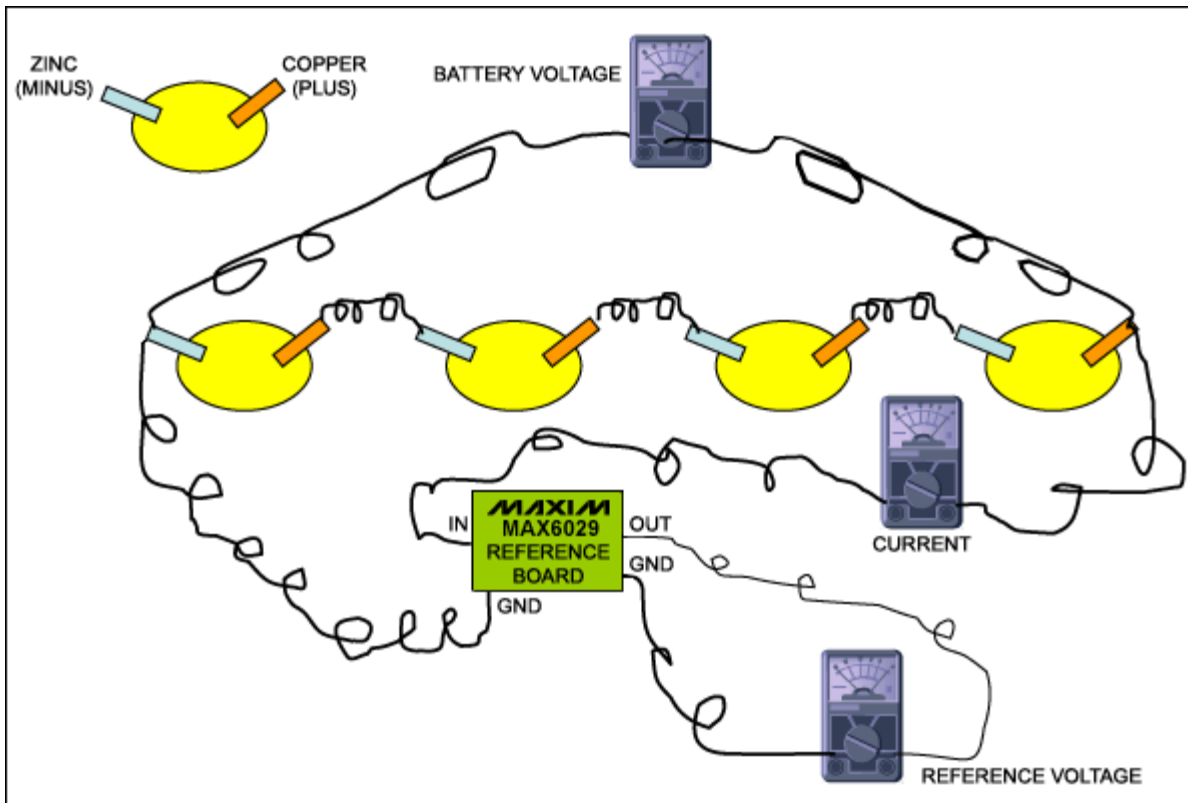 ZINC
(MINUS)
COPPER
(PLUS)
BATTERY VOLTAGE
IN
MAXIM
MAX6029
REFERENCE
BOARD
OUT
GND
GND
CURRENT
REFERENCE VOLTAGE